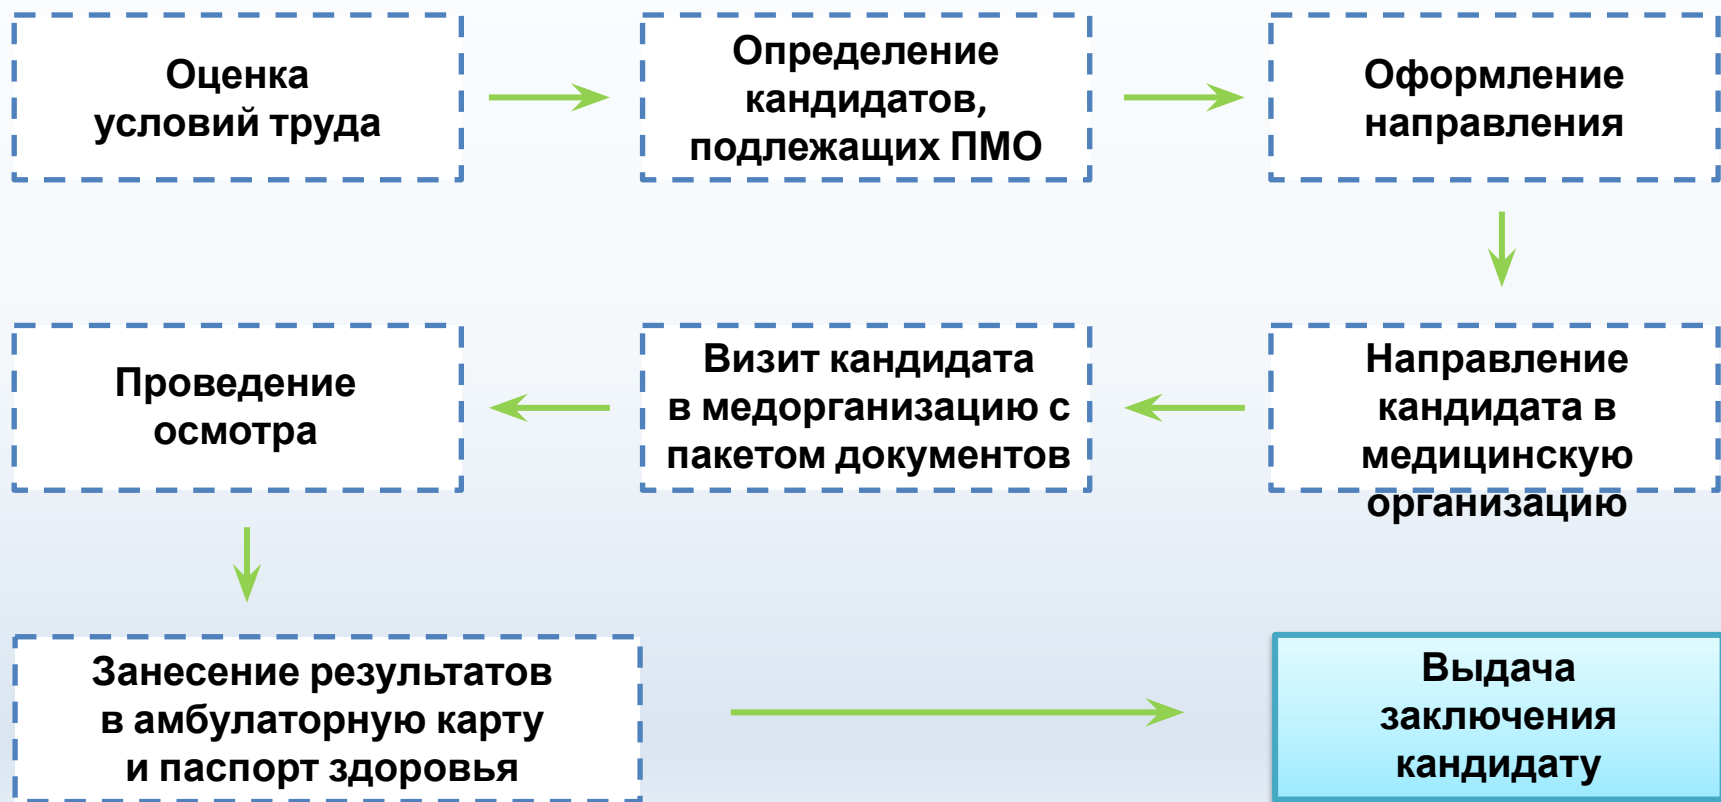 Оценка
условий труда
Определение
кандидатов,
подлежащих ПМО
Оформление
направления
Направление
кандидата в
медицинскую
организацию
Визит кандидата
в медорганизацию с
пакетом документов
Проведение
осмотра
Занесение результатов
в амбулаторную карту
и паспорт здоровья
Выдача
заключения
кандидату